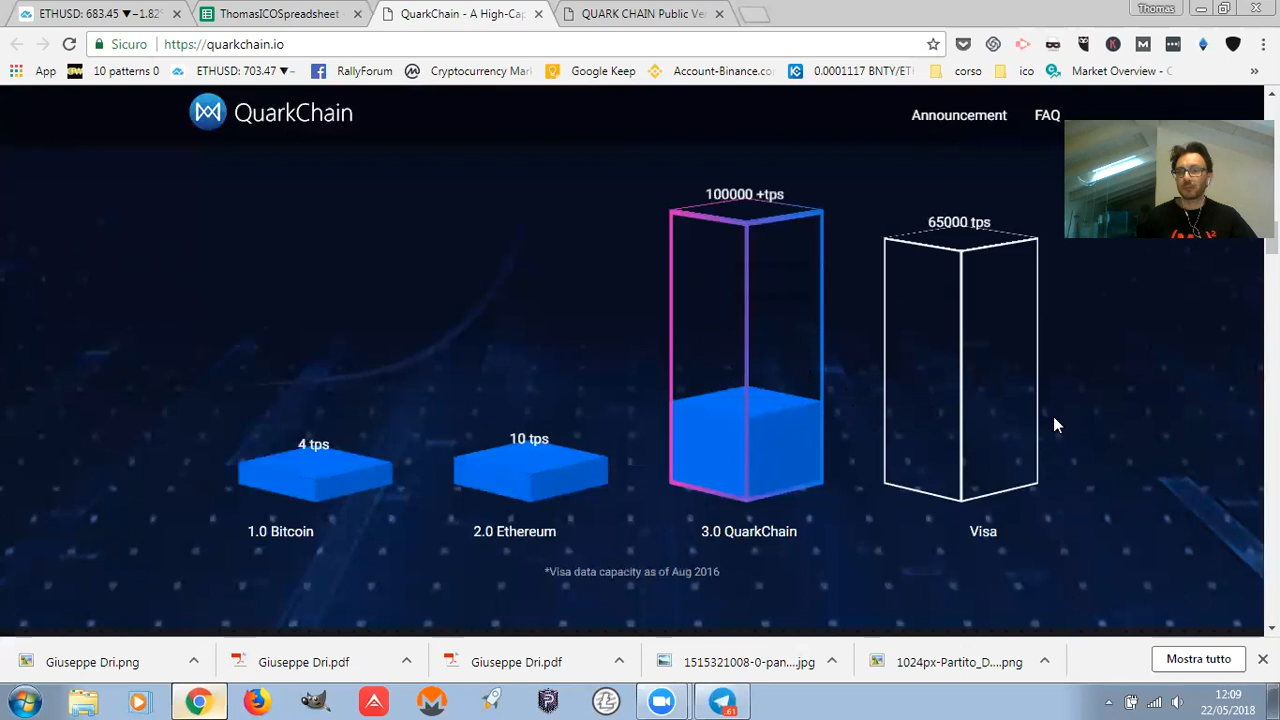 ETHUSD: 683.45 ▼−1.82%
ThomasICOSpreadsheet -
QuarkChain - A High-Cap
QUARK CHAIN Public Ve
Thomas
Sicuro
https://quarkchain.io
App
10 patterns 0
ETHUSD: 703.47 ▼−
RallyForum
Cryptocurrency Mar
Google Keep
Account-Binance.co
0.0001117 BNTY/ET
corso
ico
Market Overview - C
»
QuarkChain
Announcement
FAQ
100000 +tps
65000 tps
4 tps
10 tps
1.0 Bitcoin
2.0 Ethereum
3.0 QuarkChain
Visa
*Visa data capacity as of Aug 2016
Giuseppe Dri.png
Giuseppe Dri.pdf
Giuseppe Dri.pdf
1515321008-0-pan....jpg
1024px-Partito_D....png
Mostra tutto
61
12:09
22/05/2018